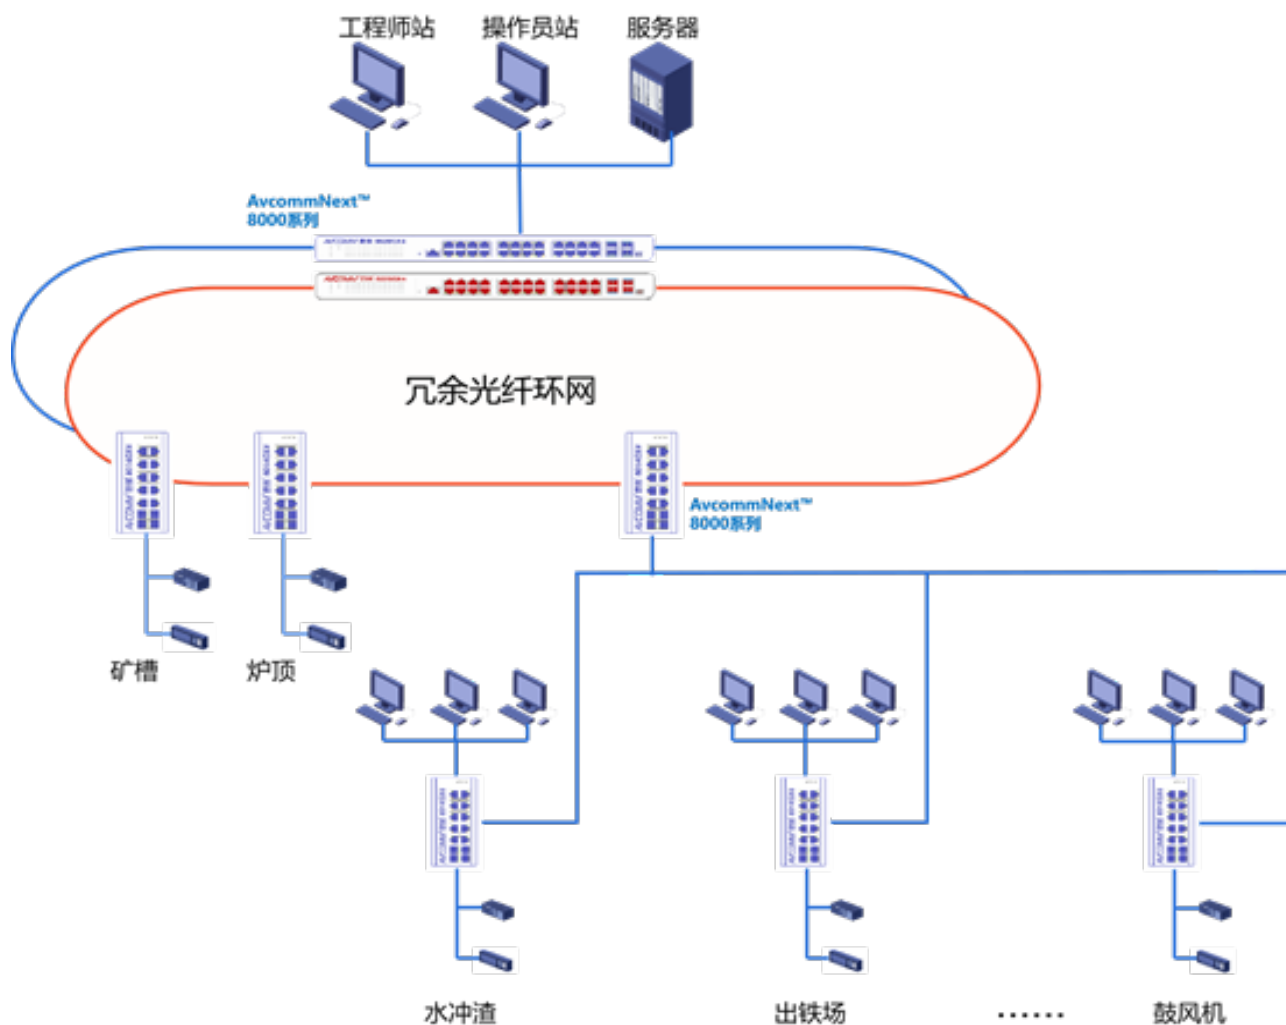 工程师站
操作员站
服务器
AvcommNext™
8000系列
冗余光纤环网
AvcommNext™
8000系列
矿槽
炉顶
水冲渣
出铁场
……
鼓风机